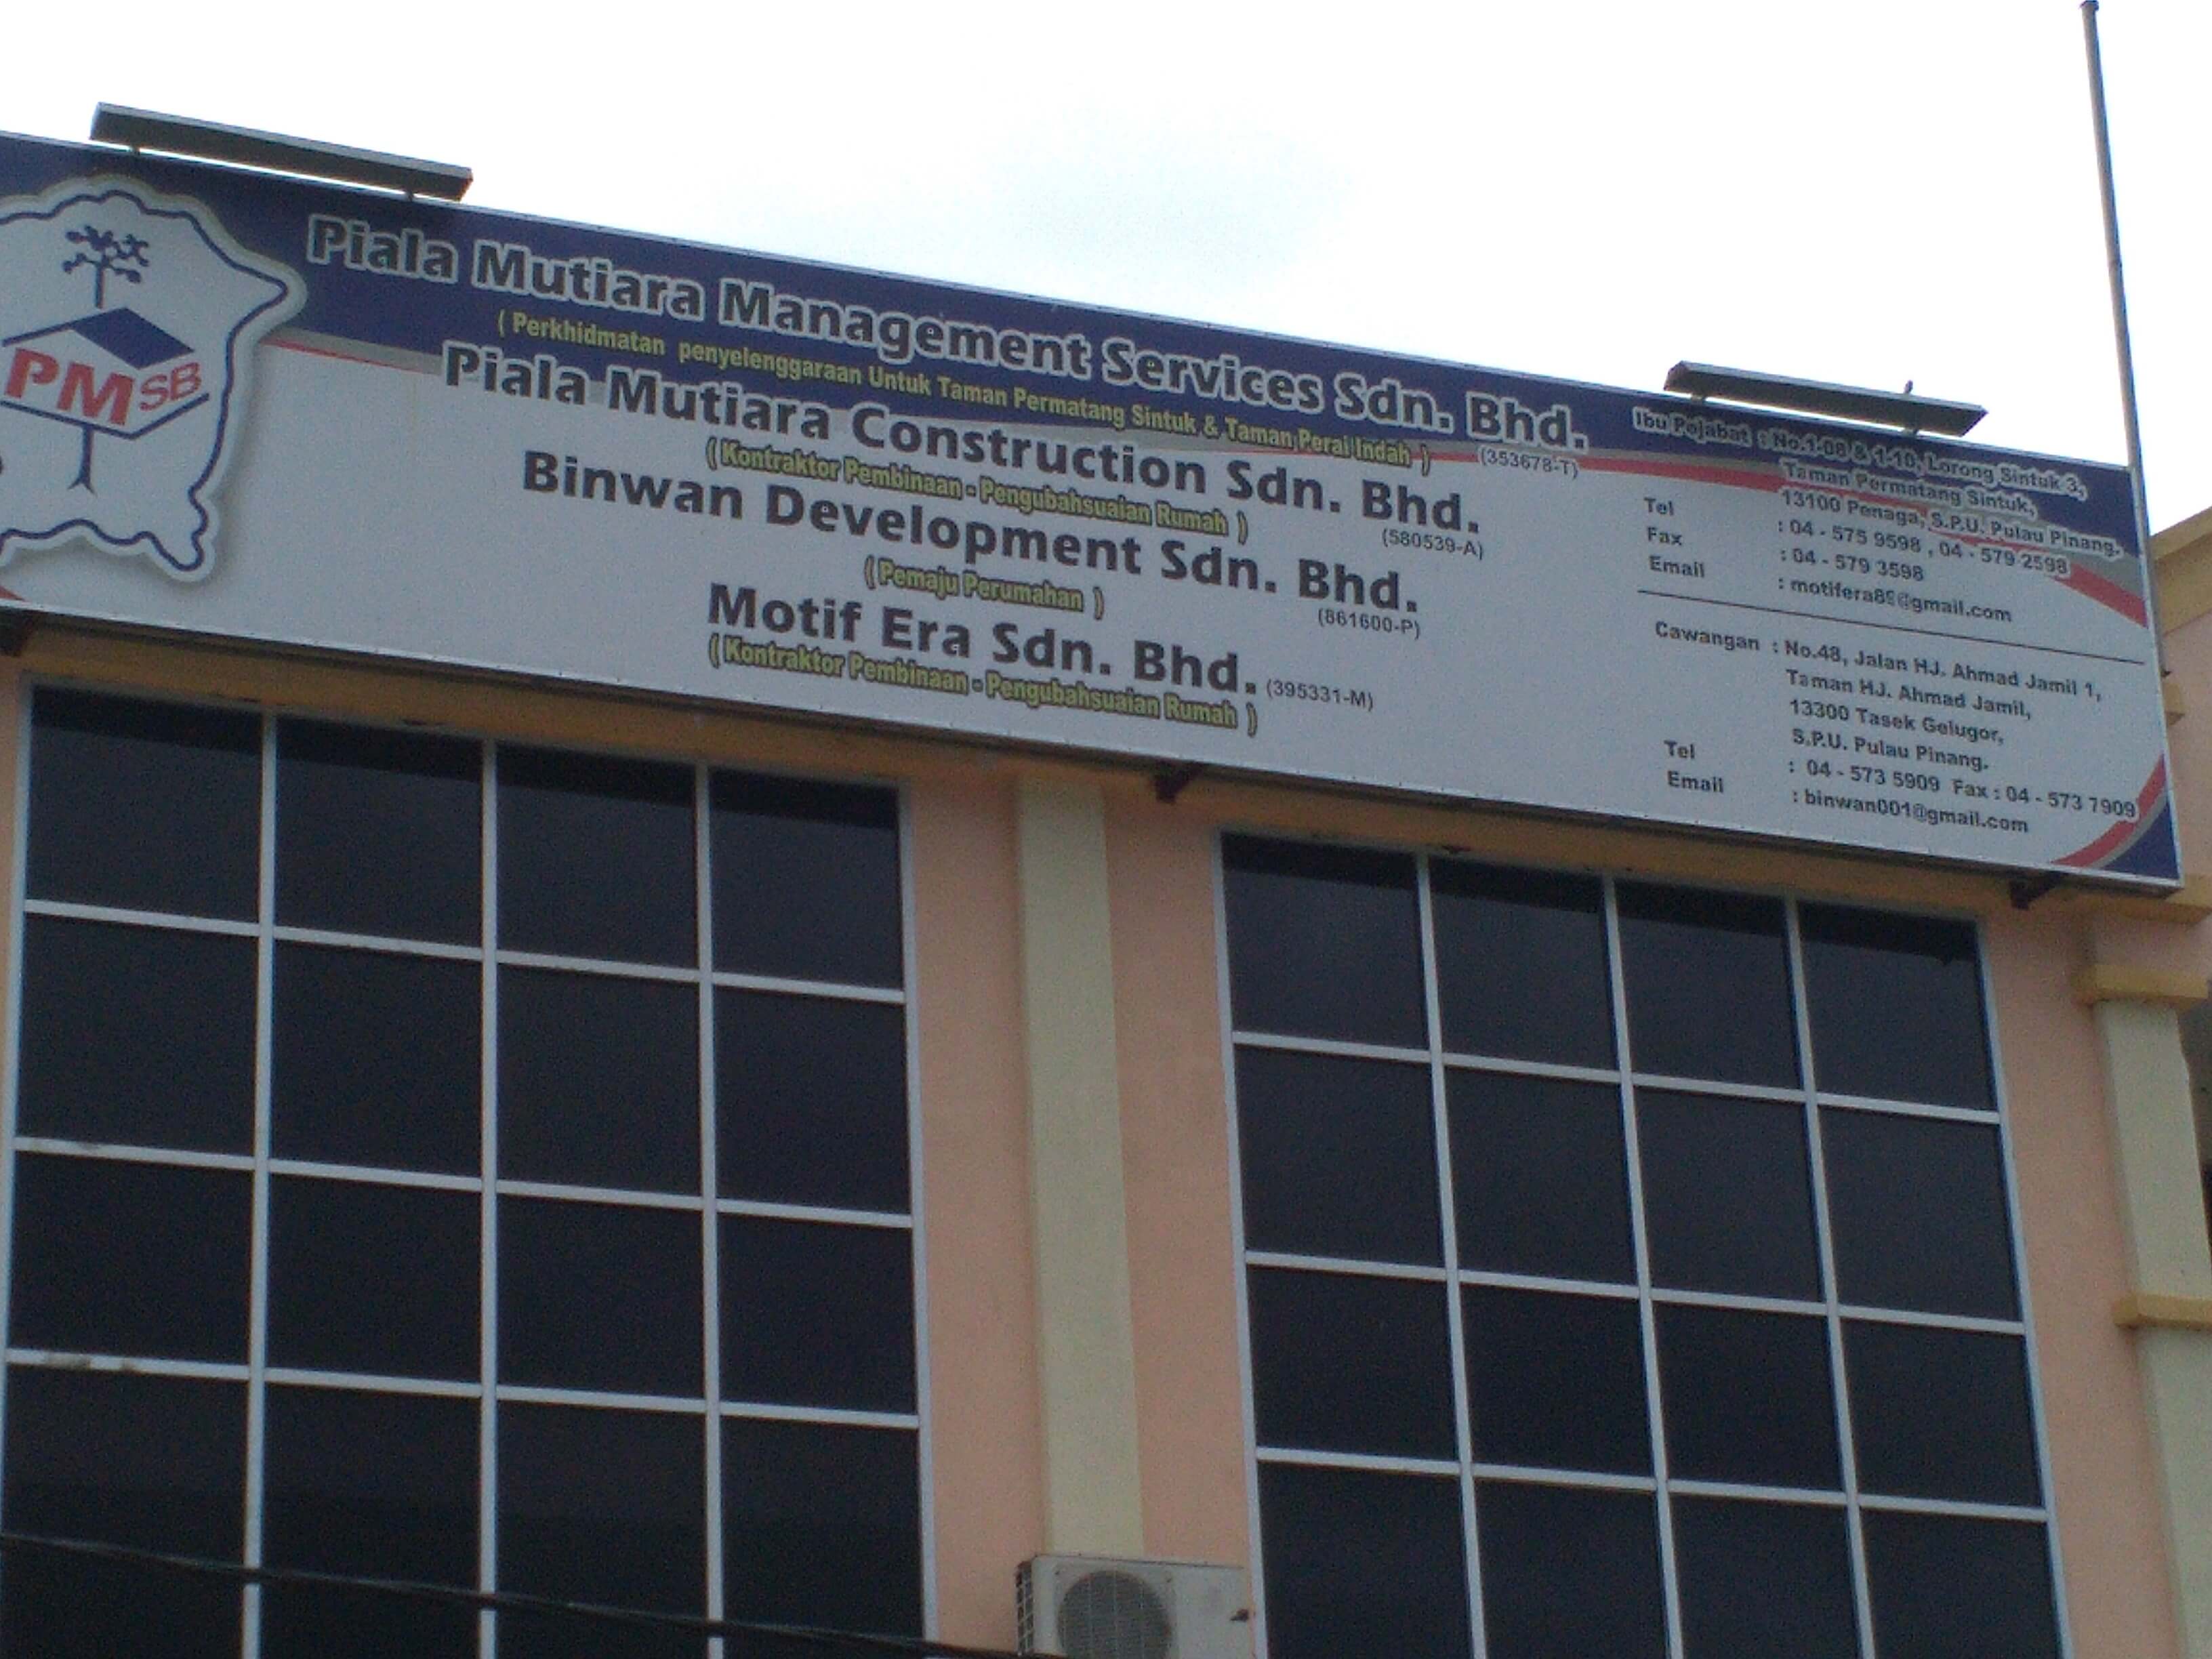 PMSB
Piala Mutiara Management Services Sdn. Bhd.
(353678-T)
( Perkhidmatan penyelenggaraan Untuk Taman Permatang Sintuk & Taman Perai Indah )
Piala Mutiara Construction Sdn. Bhd.
(580539-A)
( Kontraktor Pembinaan - Pengubahsuaian Rumah )
Binwan Development Sdn. Bhd.
(861600-P)
( Pemaju Perumahan )
Motif Era Sdn. Bhd. (395331-M)
( Kontraktor Pembinaan - Pengubahsuaian Rumah )
Ibu Pejabat : No.1-08 & 1-10, Lorong Sintuk 3,
Taman Permatang Sintuk,
13100 Penaga, S.P.U. Pulau Pinang.
Tel : 04 - 575 9598 , 04 - 579 2598
Fax : 04 - 579 3598
Email : motifera89@gmail.com
Cawangan : No.48, Jalan HJ. Ahmad Jamil 1,
Taman HJ. Ahmad Jamil,
13300 Tasek Gelugor,
S.P.U. Pulau Pinang.
Tel : 04 - 573 5909 Fax : 04 - 573 7909
Email : binwan001@gmail.com